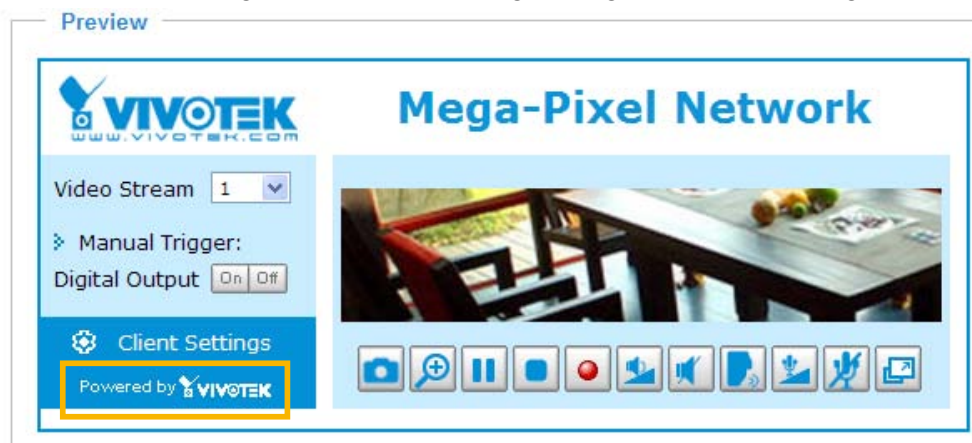 Preview
VIVOTEK
www.vivotek.com
Mega-Pixel Network
Video Stream 1
Manual Trigger:
Digital Output On Off
Client Settings
Powered by VIVOTEK